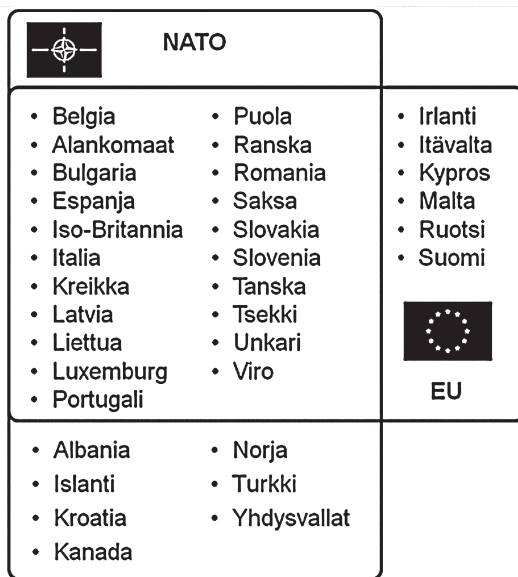 NATO
• Belgia
• Alankomaat
• Bulgaria
• Espanja
• Iso-Britannia
• Italia
• Kreikka
• Latvia
• Liettua
• Luxemburg
• Portugali
• Puola
• Ranska
• Romania
• Saksa
• Slovakia
• Slovenia
• Tanska
• Tsekki
• Unkari
• Viro
• Irlanti
• Itävalta
• Kypros
• Malta
• Ruotsi
• Suomi
EU
• Albania
• Islanti
• Kroatia
• Kanada
• Norja
• Turkki
• Yhdysvallat